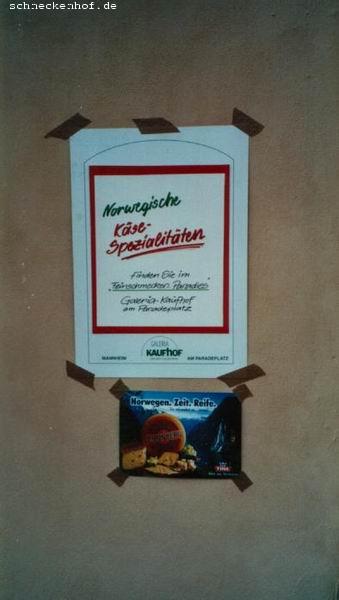 schneckenhof.de
Norwegische
Käse-
Spezialitäten
finden Sie im
"Feinschmecker Paradies"
Galeria-Kaufhof
am Paradeplatz
GALERIA
KAUFHOF
MANNHEIM
AM PARADEPLATZ
Norwegen. Zeit. Reife.
TINE